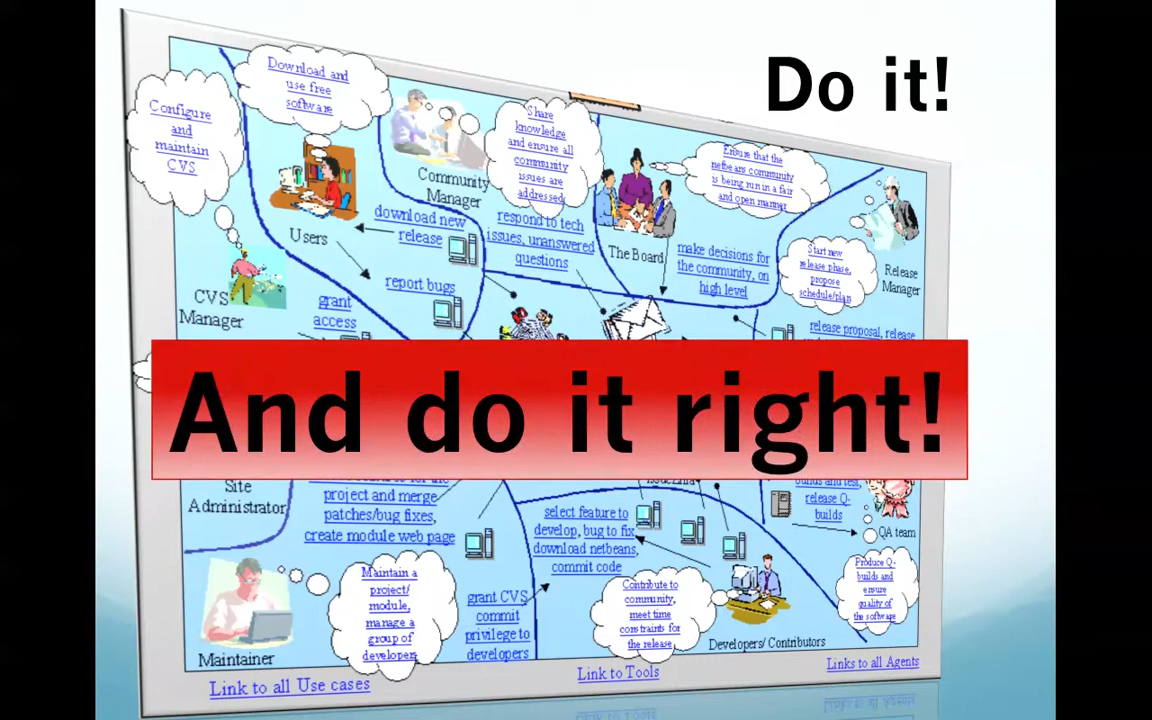 Do it!
Download and
use free
software
Configure
and
maintain
CVS
Share
knowledge
and ensure all
community
issues are
addressed
Ensure that the
netbeans community
is being run in a fair
and open manner
Community
Manager
download new
release
respond to tech
issues, unanswered
questions
Users
The Board
make decisions for
the community, on
high level
Start new
release phase,
propose
schedule/plan
Release
Manager
report bugs
CVS
Manager
grant
access
release proposal, release
And do it right!
Site
Administrator
project and merge
patches/bug fixes,
create module web page
select feature to
develop, bug to fix
download netbeans,
commit code
builds and test,
release Q-
builds
QA team
Maintain a
project/
module,
manage a
group of
developers
grant CVS
commit
privilege to
developers
Contribute to
community,
meet time
constraints for
the release
Produce Q-
builds and
ensure
quality of
the software
Maintainer
Developers/ Contributors
Link to all Use cases
Link to Tools
Links to all Agents